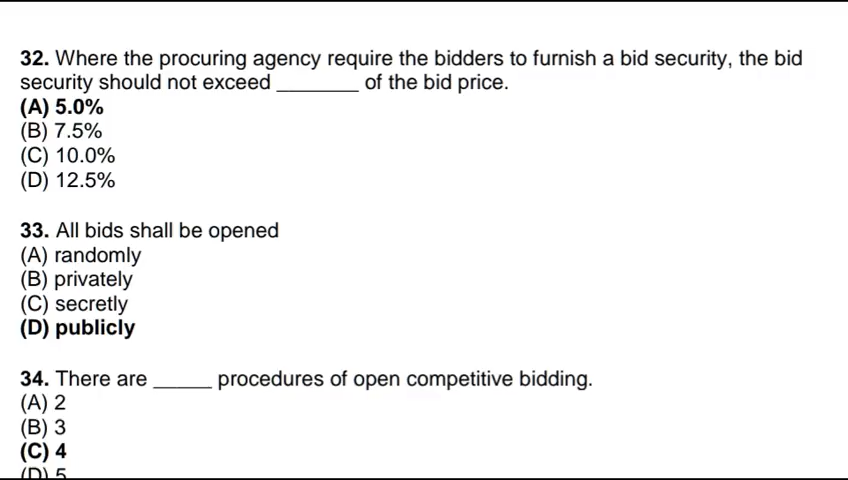 32. Where the procuring agency require the bidders to furnish a bid security, the bid
security should not exceed _______ of the bid price.
(A) 5.0%
(B) 7.5%
(C) 10.0%
(D) 12.5%
33. All bids shall be opened
(A) randomly
(B) privately
(C) secretly
(D) publicly
34. There are _____ procedures of open competitive bidding.
(A) 2
(B) 3
(C) 4
(D) 5